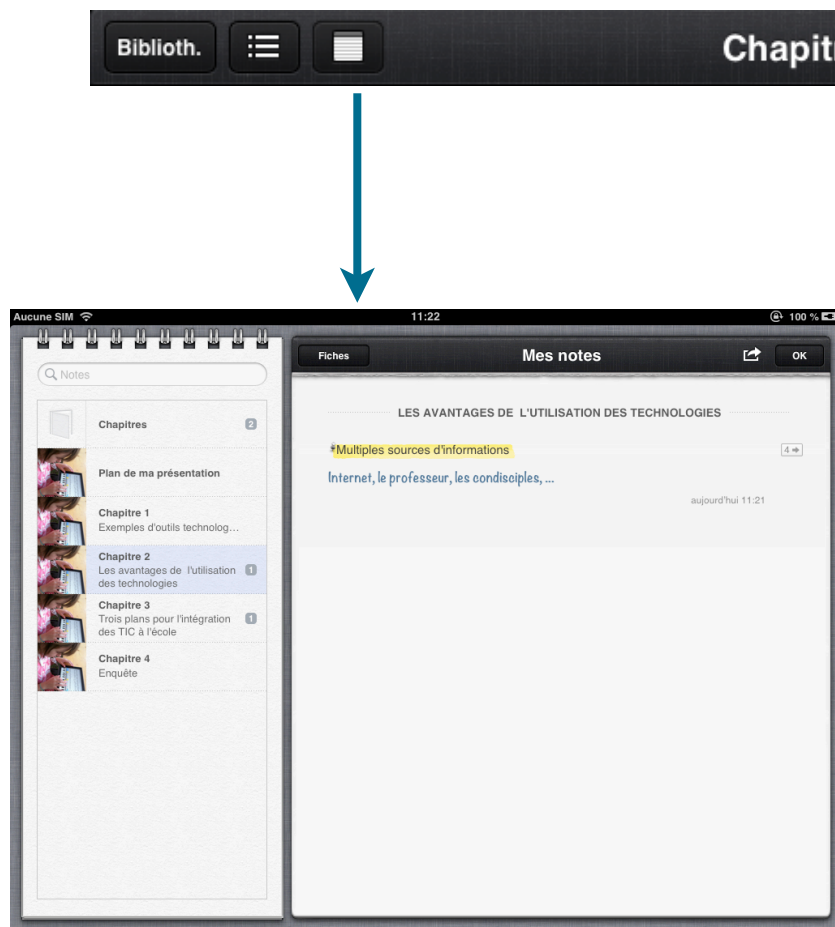 Biblioth.
Chapit
Aucune SIM
11:22
100 %
Notes
Chapitres
2
Plan de ma présentation
Chapitre 1
Exemples d'outils technolog...
Chapitre 2
Les avantages de l'utilisation
des technologies
1
Chapitre 3
Trois plans pour l'intégration
des TIC à l'école
1
Chapitre 4
Enquête
Fiches
Mes notes
OK
LES AVANTAGES DE L'UTILISATION DES TECHNOLOGIES
*Multiples sources d'informations
4
Internet, le professeur, les condisciples, ...
aujourd'hui 11:21